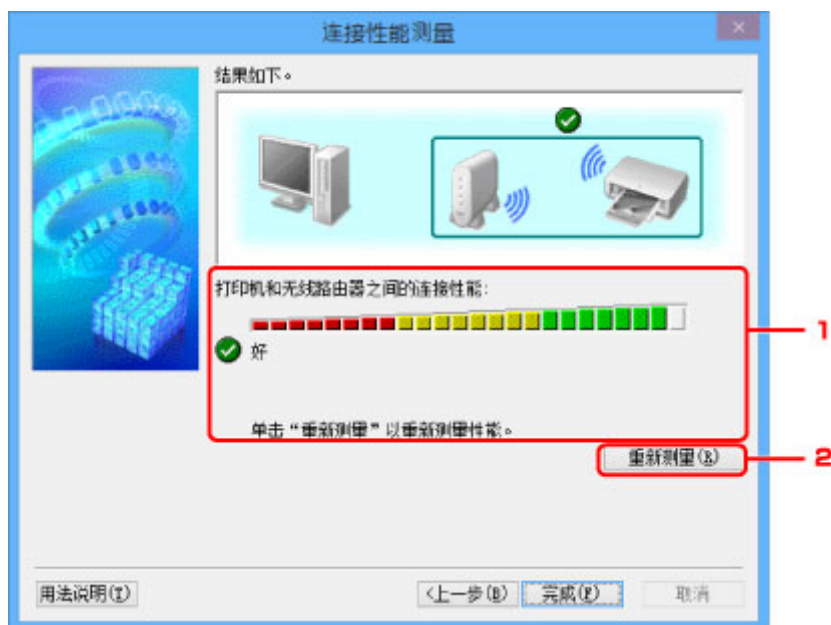 连接性能测量
结果如下。
打印机和无线路由器之间的连接性能:
好
单击“重新测量”以重新测量性能。
1
重新测量(R)
2
用法说明(I)
<上一步(B)
完成(F)
取消